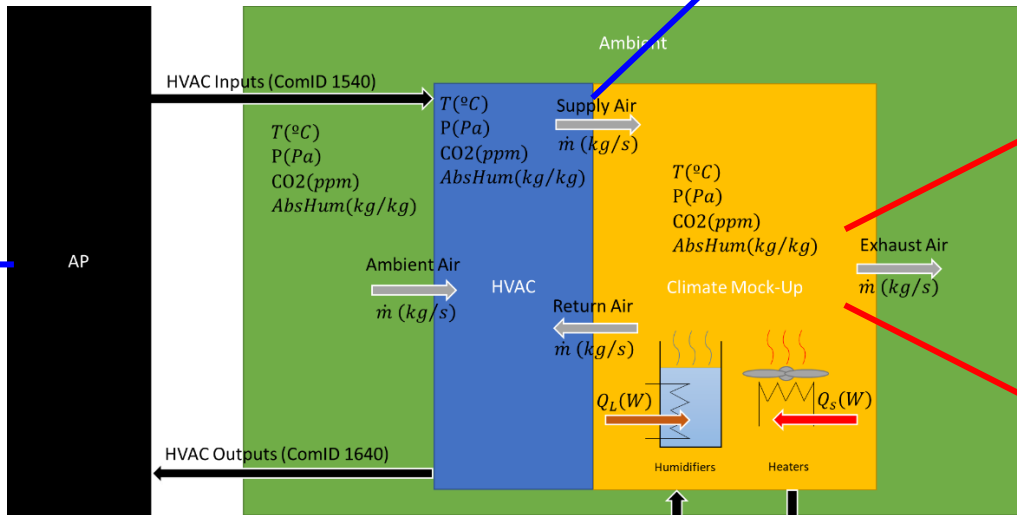 Ambient
HVAC Inputs (ComID 1540)
T(ºC)
P(Pa)
CO2(ppm)
AbsHum(kg/kg)
T(ºC)
P(Pa)
CO2(ppm)
AbsHum(kg/kg)
Supply Air
ṁ (kg/s)
T(ºC)
P(Pa)
CO2(ppm)
AbsHum(kg/kg)
AP
Ambient Air
ṁ (kg/s)
HVAC
Climate Mock-Up
Exhaust Air
ṁ (kg/s)
Return Air
ṁ (kg/s)
Q_L(W)
Q_S(W)
Humidifiers
Heaters
HVAC Outputs (ComID 1640)